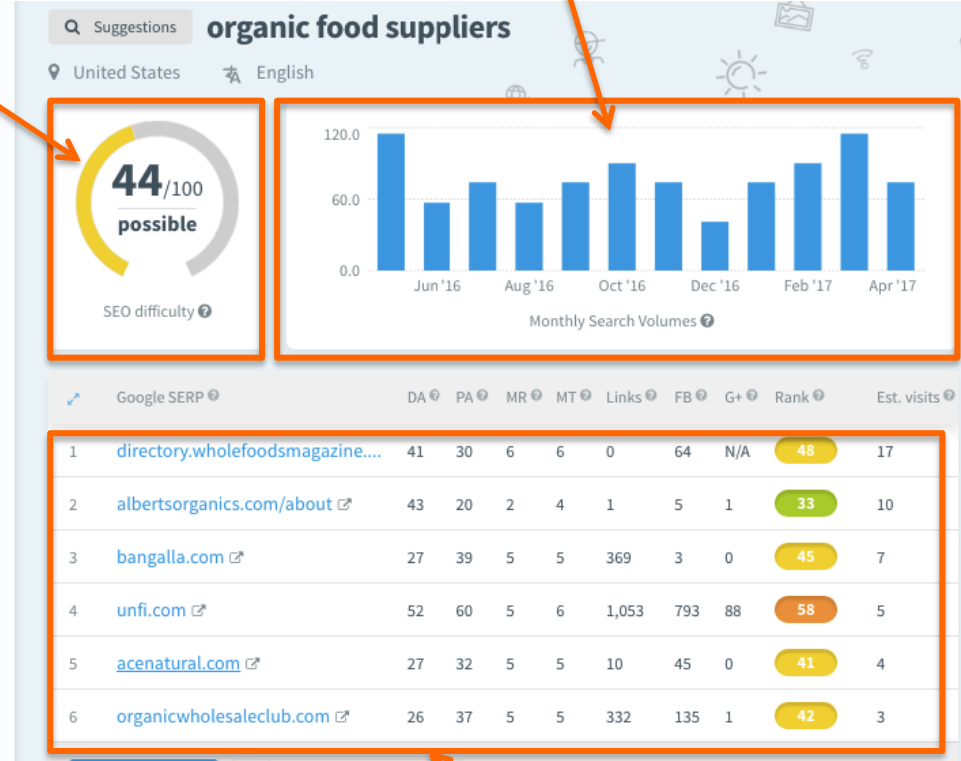 Suggestions organic food suppliers
United States English
44/100
possible
SEO difficulty
120.0
60.0
0.0
Jun '16 Aug '16 Oct '16 Dec '16 Feb '17 Apr '17
Monthly Search Volumes
Google SERP DA PA MR MT Links FB G+ Rank Est. visits
1 directory.wholefoodsmagazine.... 41 30 6 6 0 64 N/A 48 17
2 albertsorganics.com/about 43 20 2 4 1 5 1 33 10
3 bangalla.com 27 39 5 5 369 3 0 45 7
4 unfi.com 52 60 5 6 1,053 793 88 58 5
5 acenatural.com 27 32 5 5 10 45 0 41 4
6 organicwholesaleclub.com 26 37 5 5 332 135 1 42 3